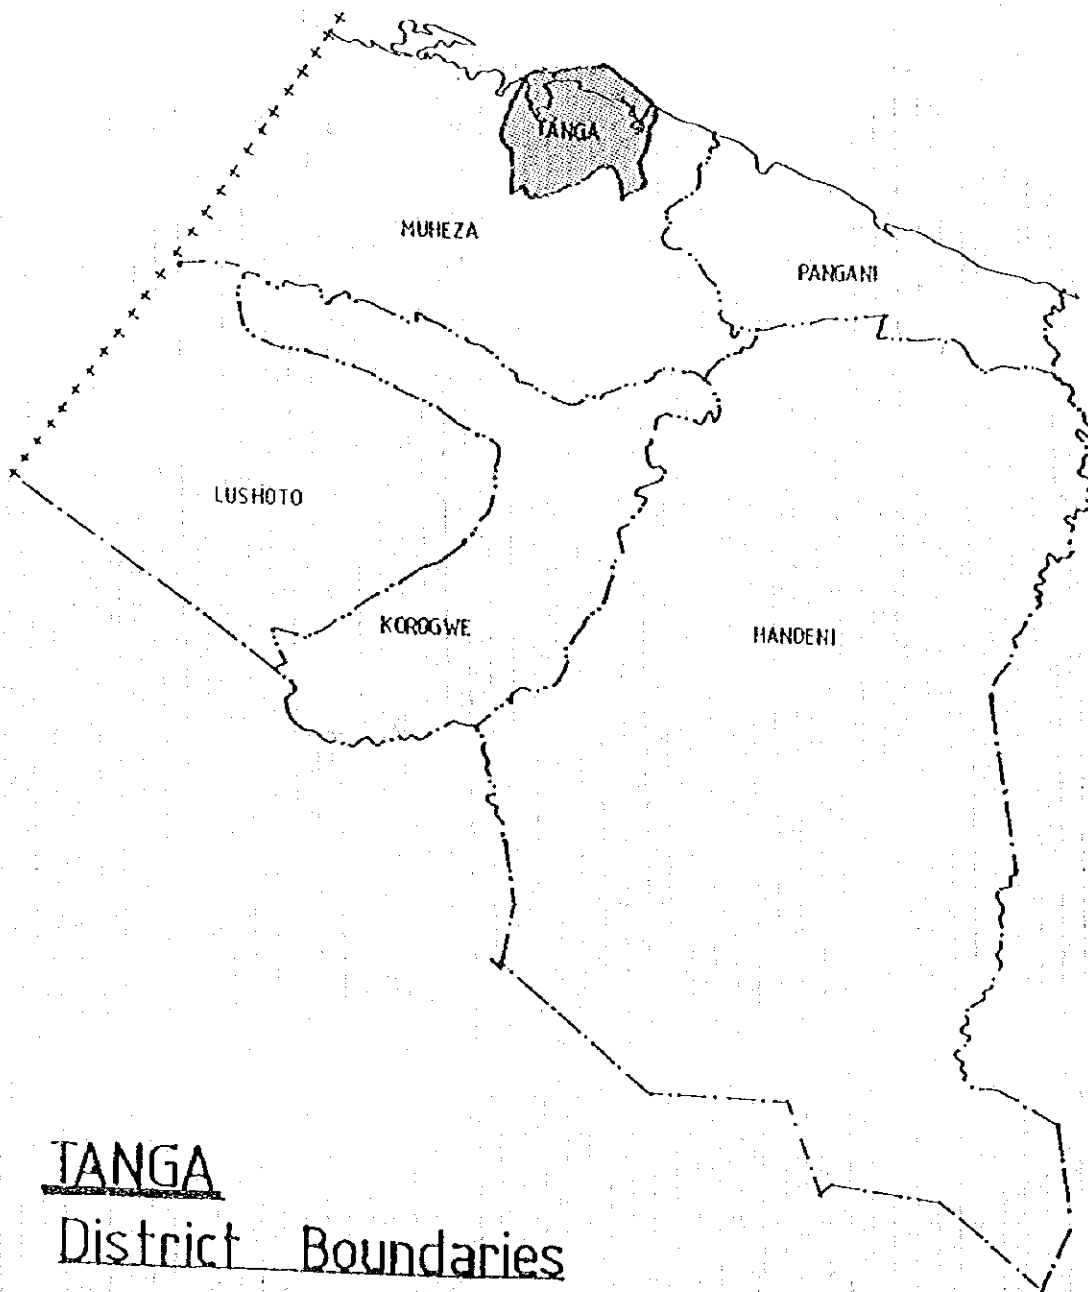 TANGA
MUHEZA
PANGANI
LUSHOTO
KOROGWE
HANDENI
TANGA
District Boundaries